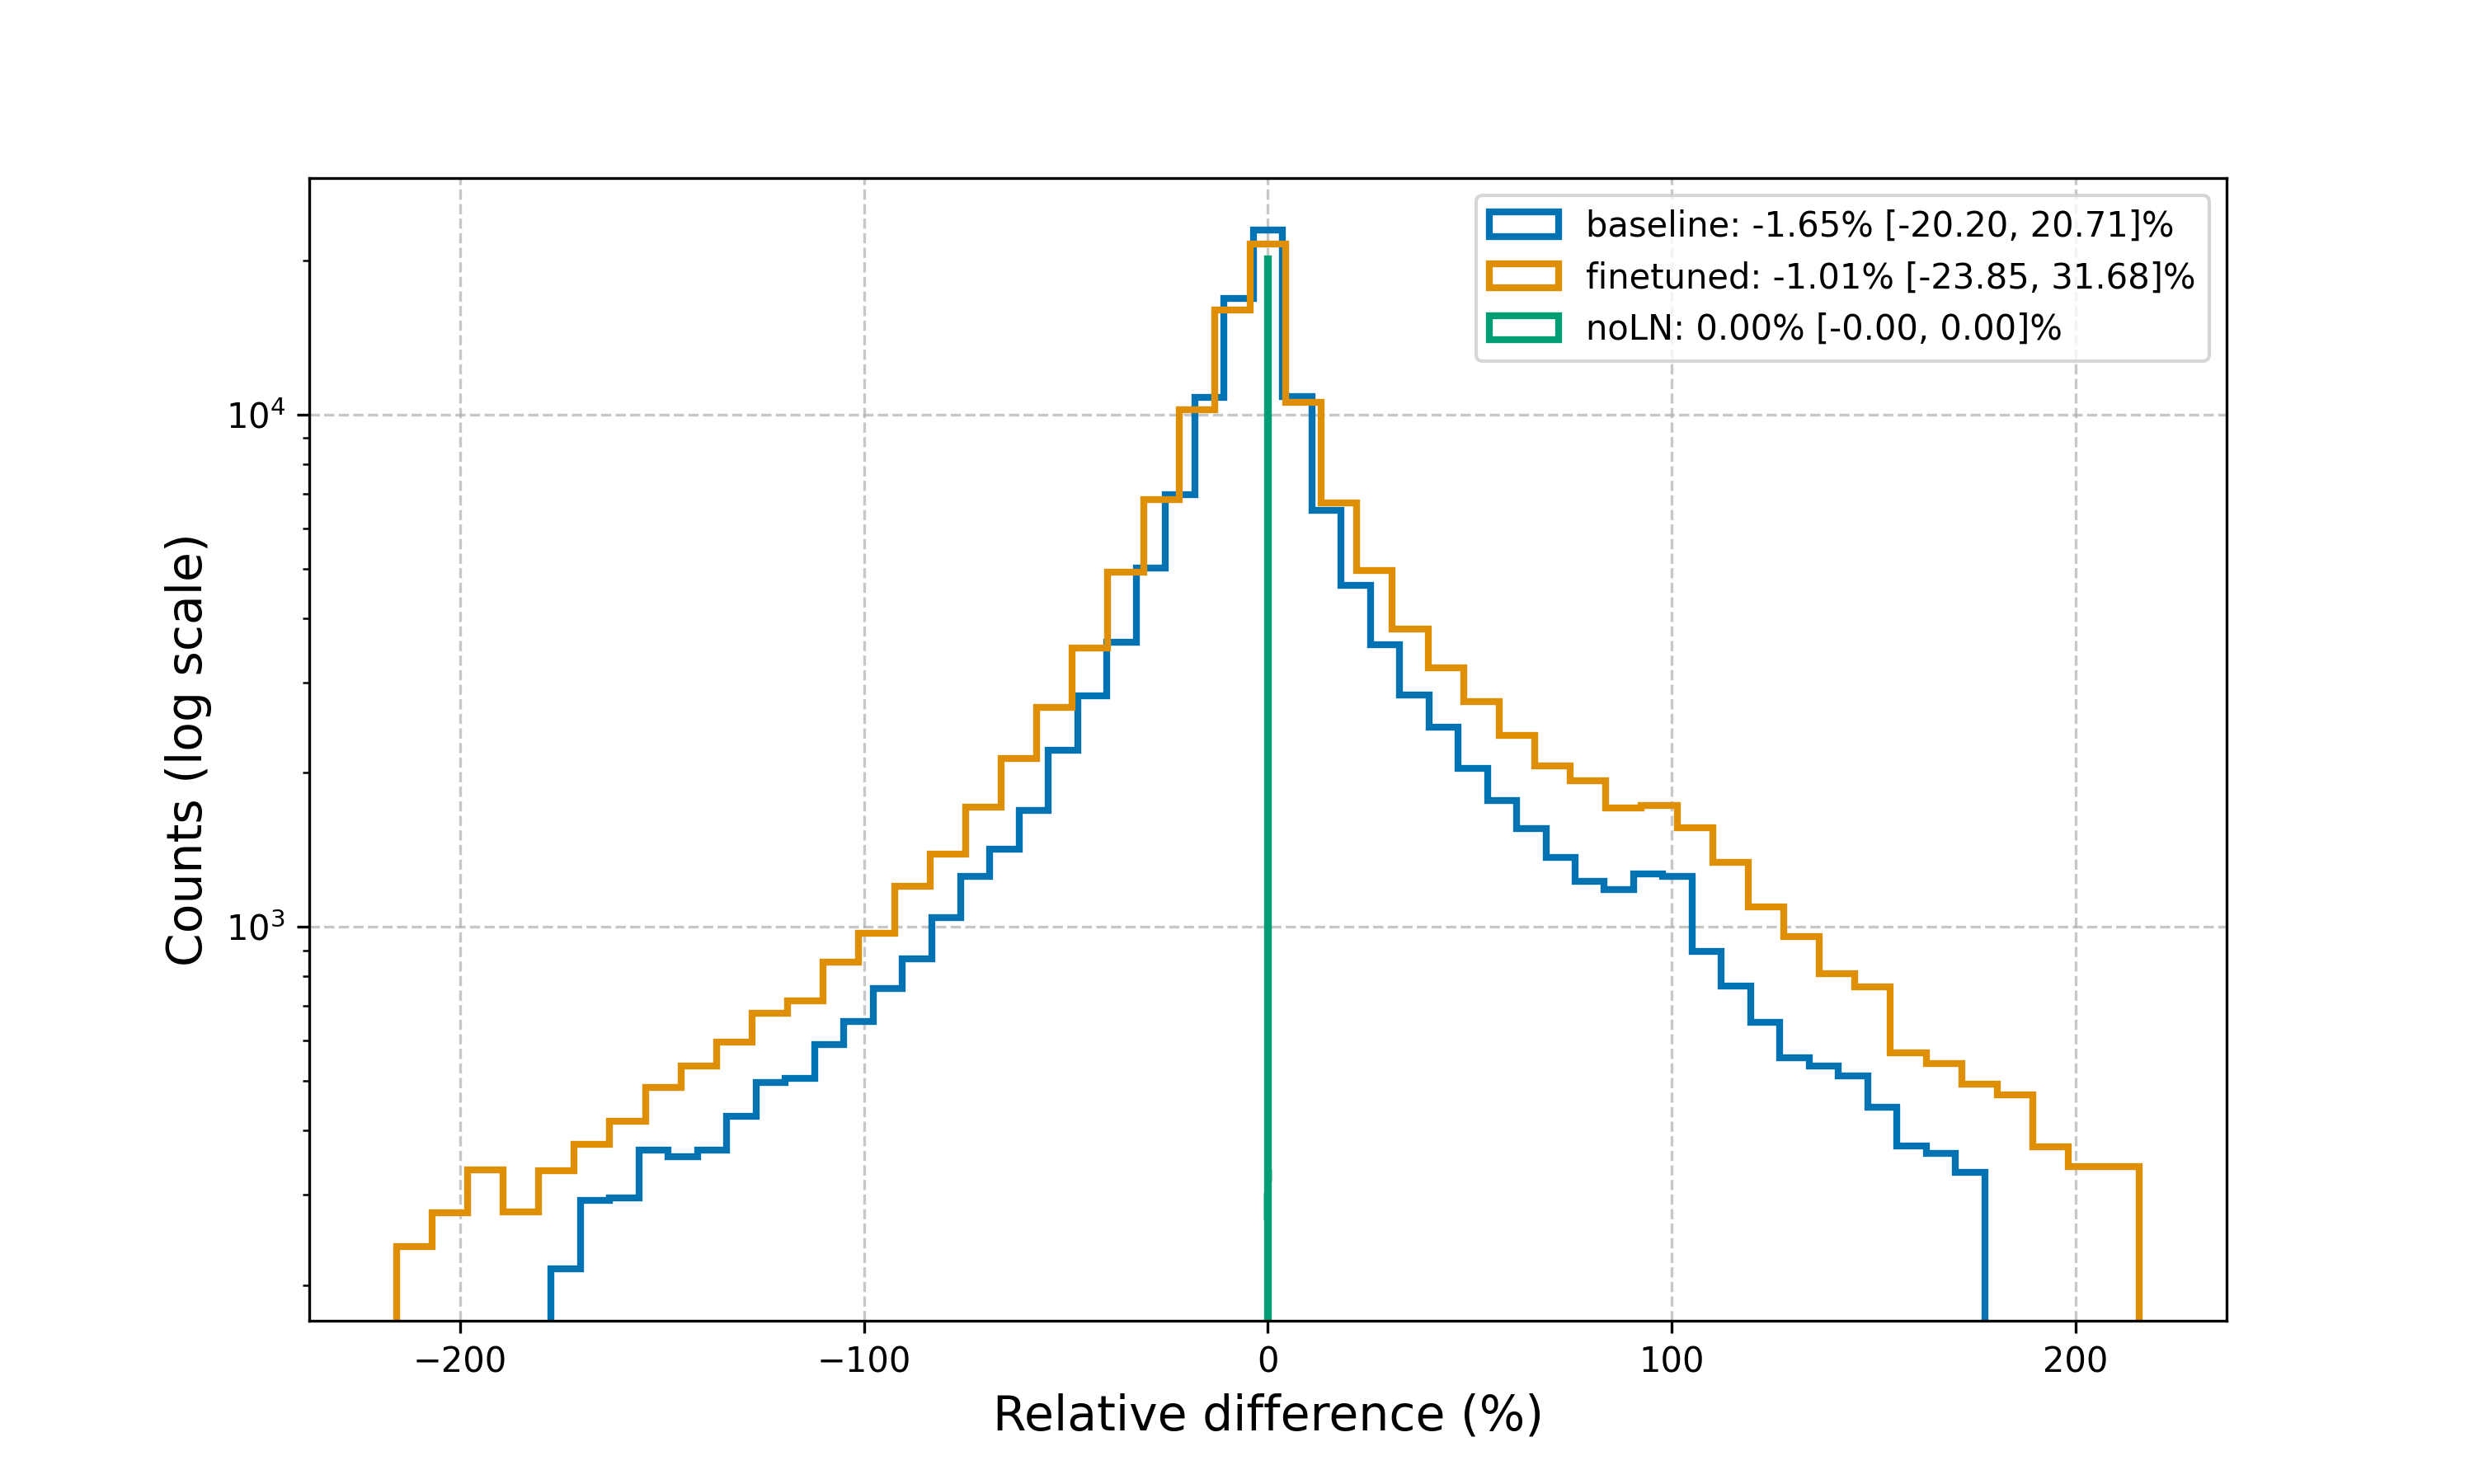 baseline: -1.65% [-20.20, 20.71]%
finetuned: -1.01% [-23.85, 31.68]%
noLN: 0.00% [-0.00, 0.00]%
Counts (log scale)
10⁴
10³
−200 −100 0 100 200
Relative difference (%)